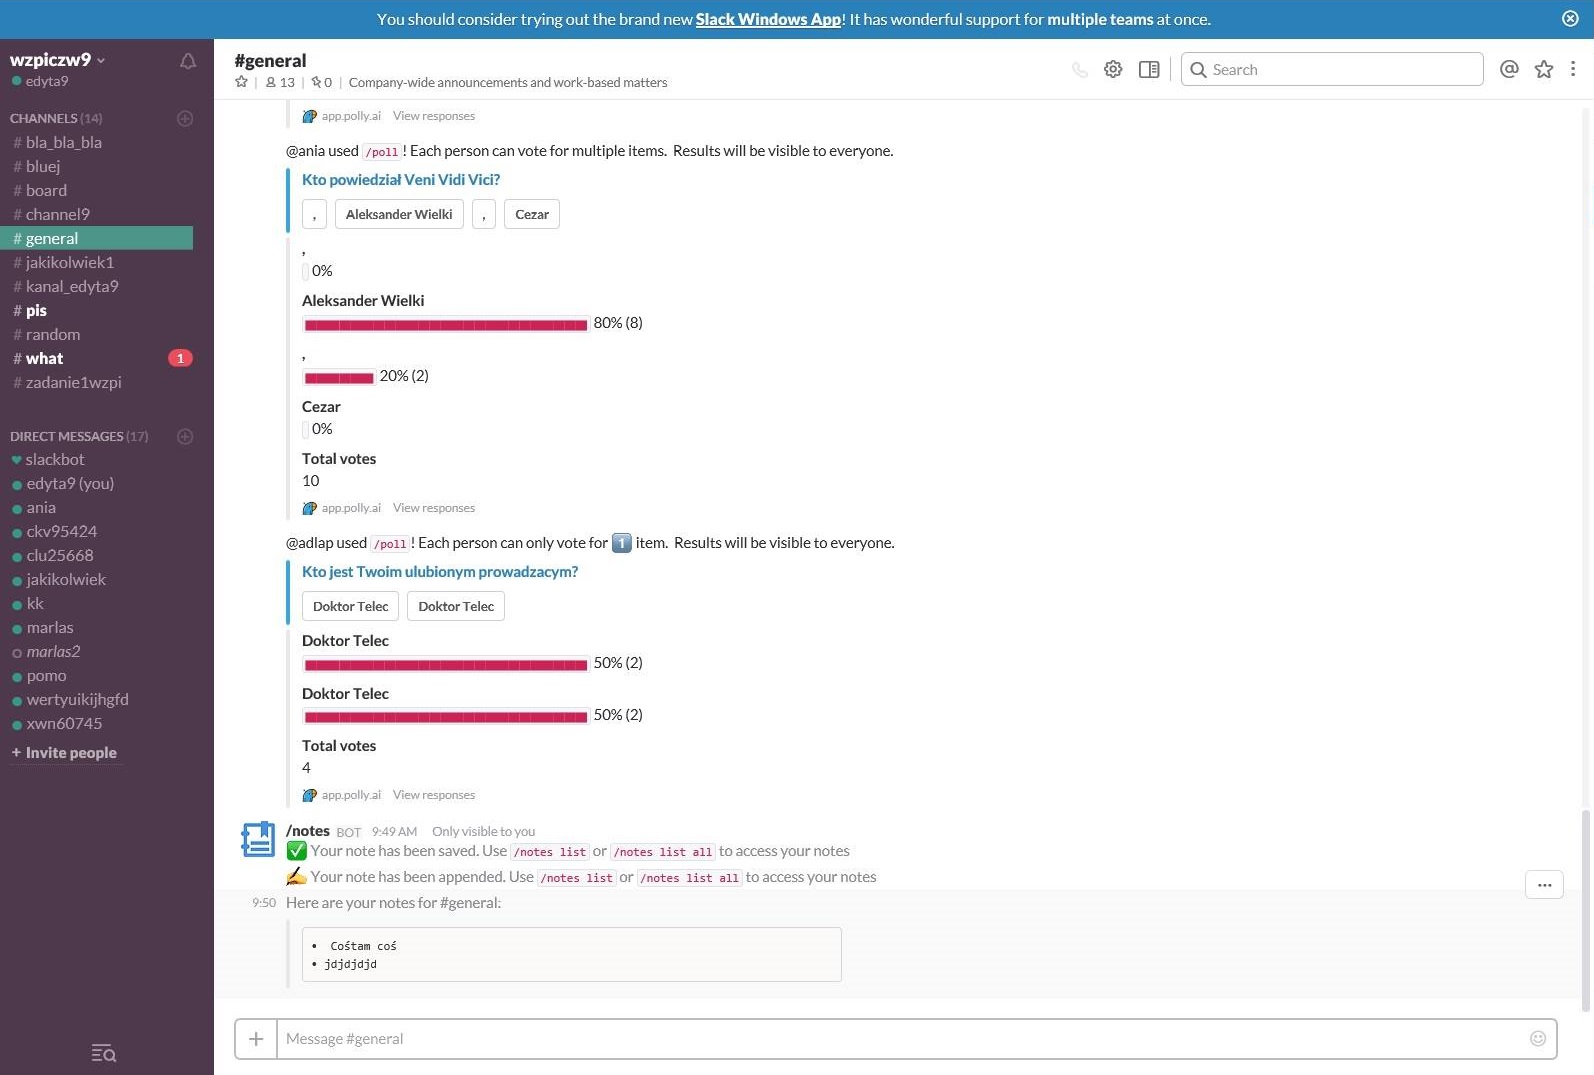 You should consider trying out the brand new Slack Windows App! It has wonderful support for multiple teams at once.
wzpiczw9
edyta9
CHANNELS (14)
# bla_bla_bla
# bluej
# board
# channel9
# general
# jakikolwiek1
# kanal_edyta9
# pis
# random
# what 1
# zadanie1wzpi
DIRECT MESSAGES (17)
slackbot
edyta9 (you)
ania
ckv95424
clu25668
jakikolwiek
kk
marlas
marlas2
pomo
wertyuikijhgfd
xwn60745
+ Invite people
#general
13 | 0 | Company-wide announcements and work-based matters
Search
app.polly.ai View responses
@ania used /poll! Each person can vote for multiple items. Results will be visible to everyone.
Kto powiedział Veni Vidi Vici?
, Aleksander Wielki , Cezar
,
0%
Aleksander Wielki
80% (8)
,
20% (2)
Cezar
0%
Total votes
10
app.polly.ai View responses
@adlap used /poll! Each person can only vote for 1 item. Results will be visible to everyone.
Kto jest Twoim ulubionym prowadzacym?
Doktor Telec Doktor Telec
Doktor Telec
50% (2)
Doktor Telec
50% (2)
Total votes
4
app.polly.ai View responses
/notes BOT 9:49 AM Only visible to you
Your note has been saved. Use /notes list or /notes list all to access your notes
Your note has been appended. Use /notes list or /notes list all to access your notes
9:50 Here are your notes for #general:
• Cośtam coś
• jdjdjdjd
Message #general